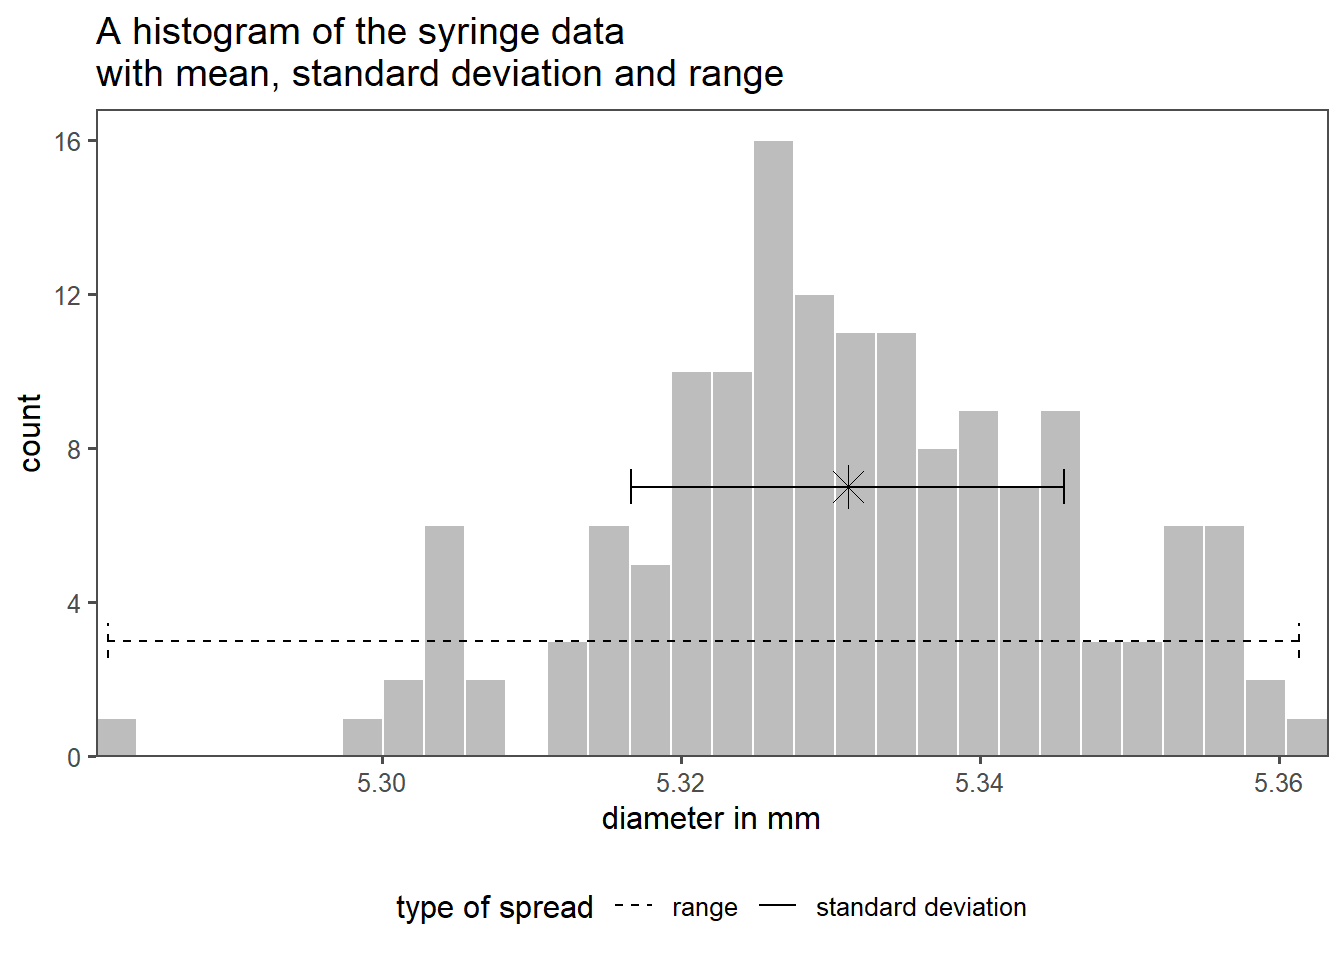 A histogram of the syringe data
with mean, standard deviation and range
16
12
8
4
0
count
5.30 5.32 5.34 5.36
diameter in mm
type of spread range standard deviation